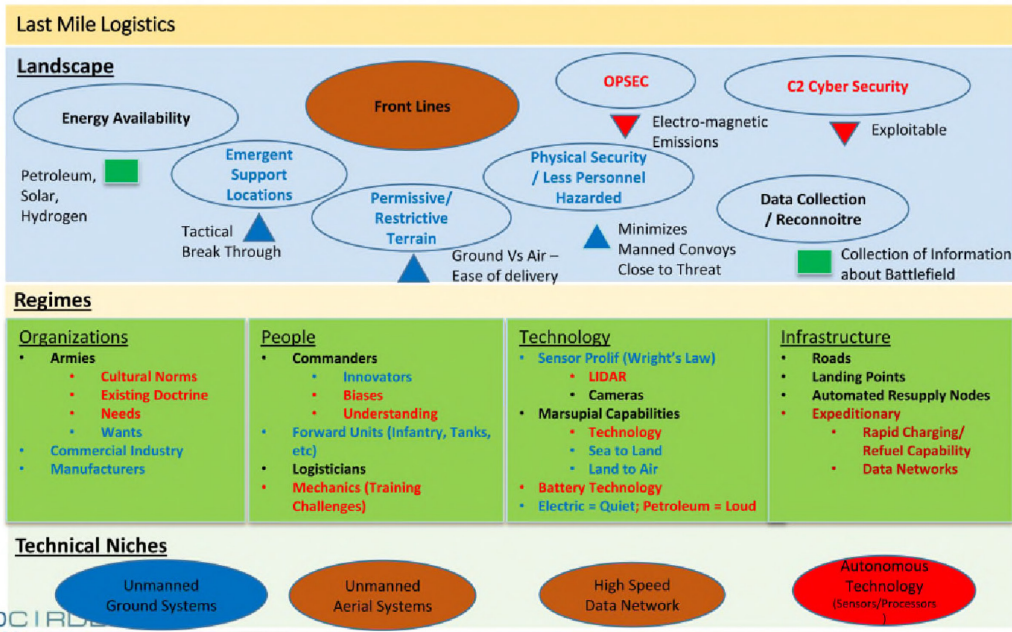 Last Mile Logistics
Landscape
Energy Availability
Petroleum,
Solar,
Hydrogen
Emergent
Support
Locations
Tactical
Break Through
Front Lines
Permissive/
Restrictive
Terrain
Ground Vs Air –
Ease of delivery
OPSEC
Electro-magnetic
Emissions
Physical Security
/ Less Personnel
Hazarded
Minimizes
Manned Convoys
Close to Threat
C2 Cyber Security
Exploitable
Data Collection
/ Reconnoitre
Collection of Information
about Battlefield
Regimes
Organizations
• Armies
• Cultural Norms
• Existing Doctrine
• Needs
• Wants
• Commercial Industry
• Manufacturers
People
• Commanders
• Innovators
• Biases
• Understanding
• Forward Units (Infantry, Tanks,
etc)
• Logisticians
• Mechanics (Training
Challenges)
Technology
• Sensor Prolif (Wright's Law)
• LIDAR
• Cameras
• Marsupial Capabilities
• Technology
• Sea to Land
• Land to Air
• Battery Technology
• Electric = Quiet; Petroleum = Loud
Infrastructure
• Roads
• Landing Points
• Automated Resupply Nodes
• Expeditionary
• Rapid Charging/
Refuel Capability
• Data Networks
Technical Niches
Unmanned
Ground Systems
Unmanned
Aerial Systems
High Speed
Data Network
Autonomous
Technology
(Sensors/Processors
)